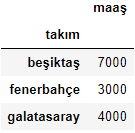 maaş
takım
beşiktaş 7000
fenerbahçe 3000
galatasaray 4000